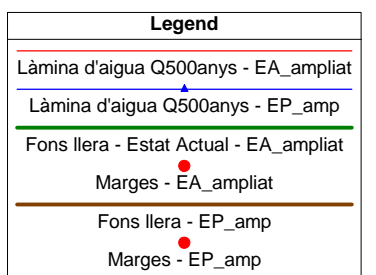 Legend
Làmina d'aigua Q500anys - EA_ampliat
Làmina d'aigua Q500anys - EP_amp
Fons llera - Estat Actual - EA_ampliat
Marges - EA_ampliat
Fons llera - EP_amp
Marges - EP_amp